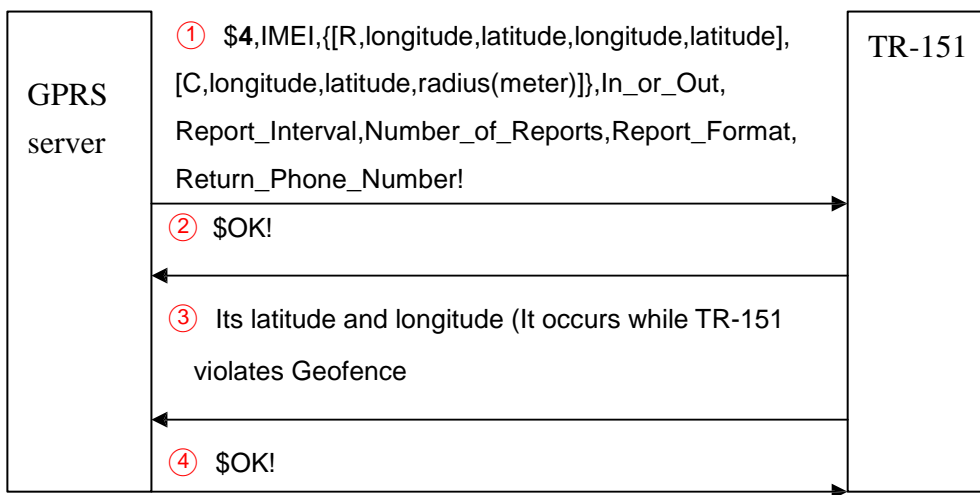 GPRS
server
① $4,IMEI,{[R,longitude,latitude,longitude,latitude],
[C,longitude,latitude,radius(meter)]},In_or_Out,
Report_Interval,Number_of_Reports,Report_Format,
Return_Phone_Number!
TR-151
② $OK!
③ Its latitude and longitude (It occurs while TR-151
violates Geofence
④ $OK!